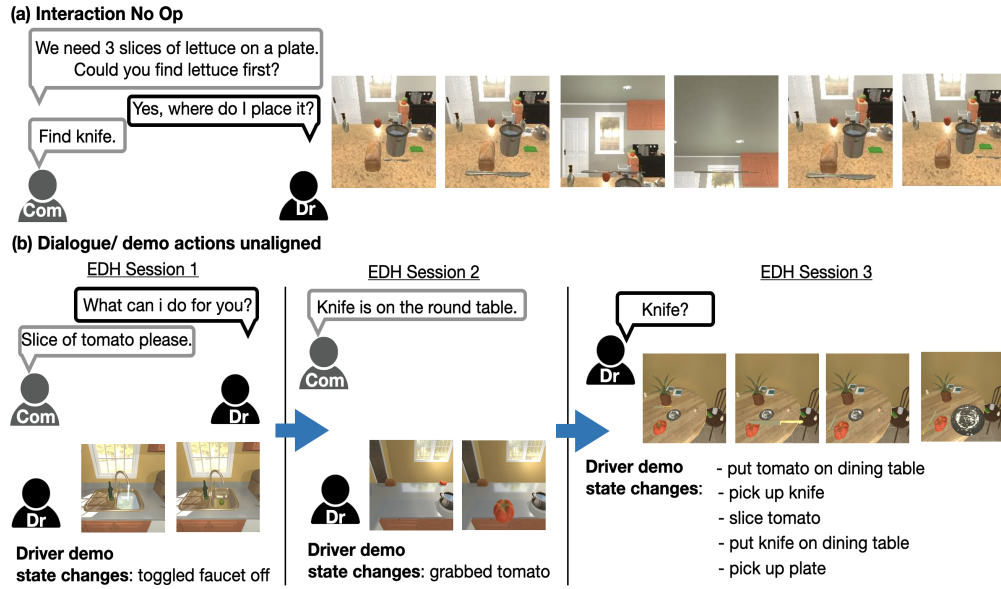 (a) Interaction No Op
We need 3 slices of lettuce on a plate.
Could you find lettuce first?
Yes, where do I place it?
Find knife.
Com
Dr
(b) Dialogue/ demo actions unaligned
EDH Session 1
What can i do for you?
Slice of tomato please.
Com
Dr
Dr
Driver demo
state changes: toggled faucet off
EDH Session 2
Knife is on the round table.
Com
Dr
Driver demo
state changes: grabbed tomato
EDH Session 3
Knife?
Dr
Driver demo
state changes:
- put tomato on dining table
- pick up knife
- slice tomato
- put knife on dining table
- pick up plate